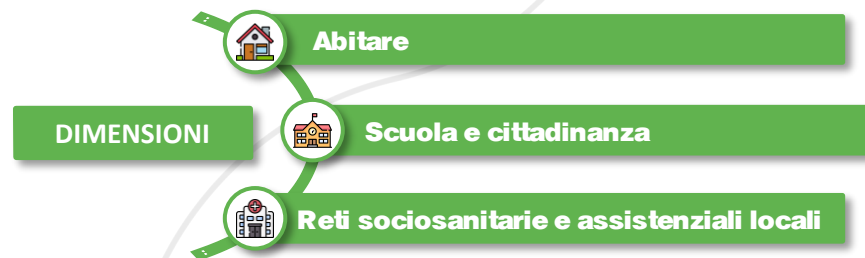 Abitare
DIMENSIONI
Scuola e cittadinanza
Reti sociosanitarie e assistenziali locali